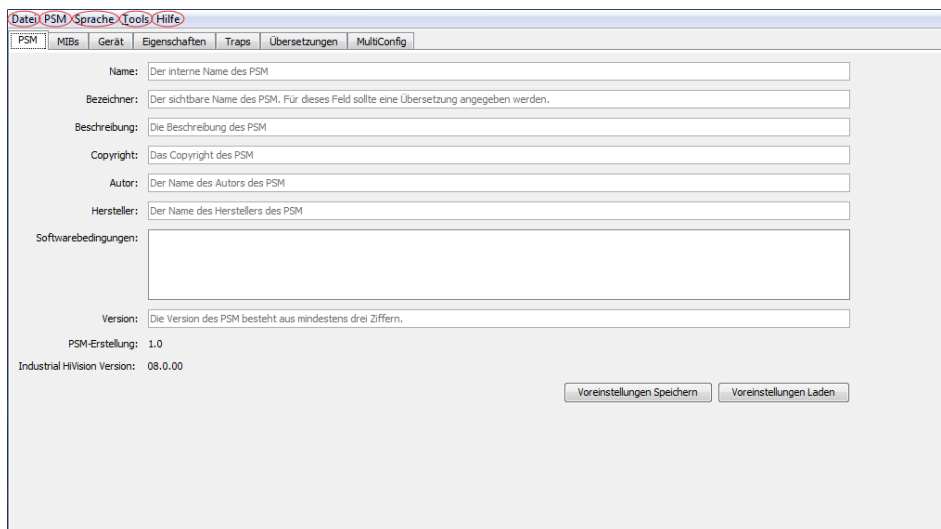 Datei PSM Sprache Tools Hilfe
PSM MIBs Gerät Eigenschaften Traps Übersetzungen MultiConfig
Name: Der interne Name des PSM
Bezeichner: Der sichtbare Name des PSM. Für dieses Feld sollte eine Übersetzung angegeben werden.
Beschreibung: Die Beschreibung des PSM
Copyright: Das Copyright des PSM
Autor: Der Name des Autors des PSM
Hersteller: Der Name des Herstellers des PSM
Softwarebedingungen:
Version: Die Version des PSM besteht aus mindestens drei Ziffern.
PSM-Erstellung: 1.0
Industrial HiVision Version: 08.0.00
Voreinstellungen Speichern Voreinstellungen Laden